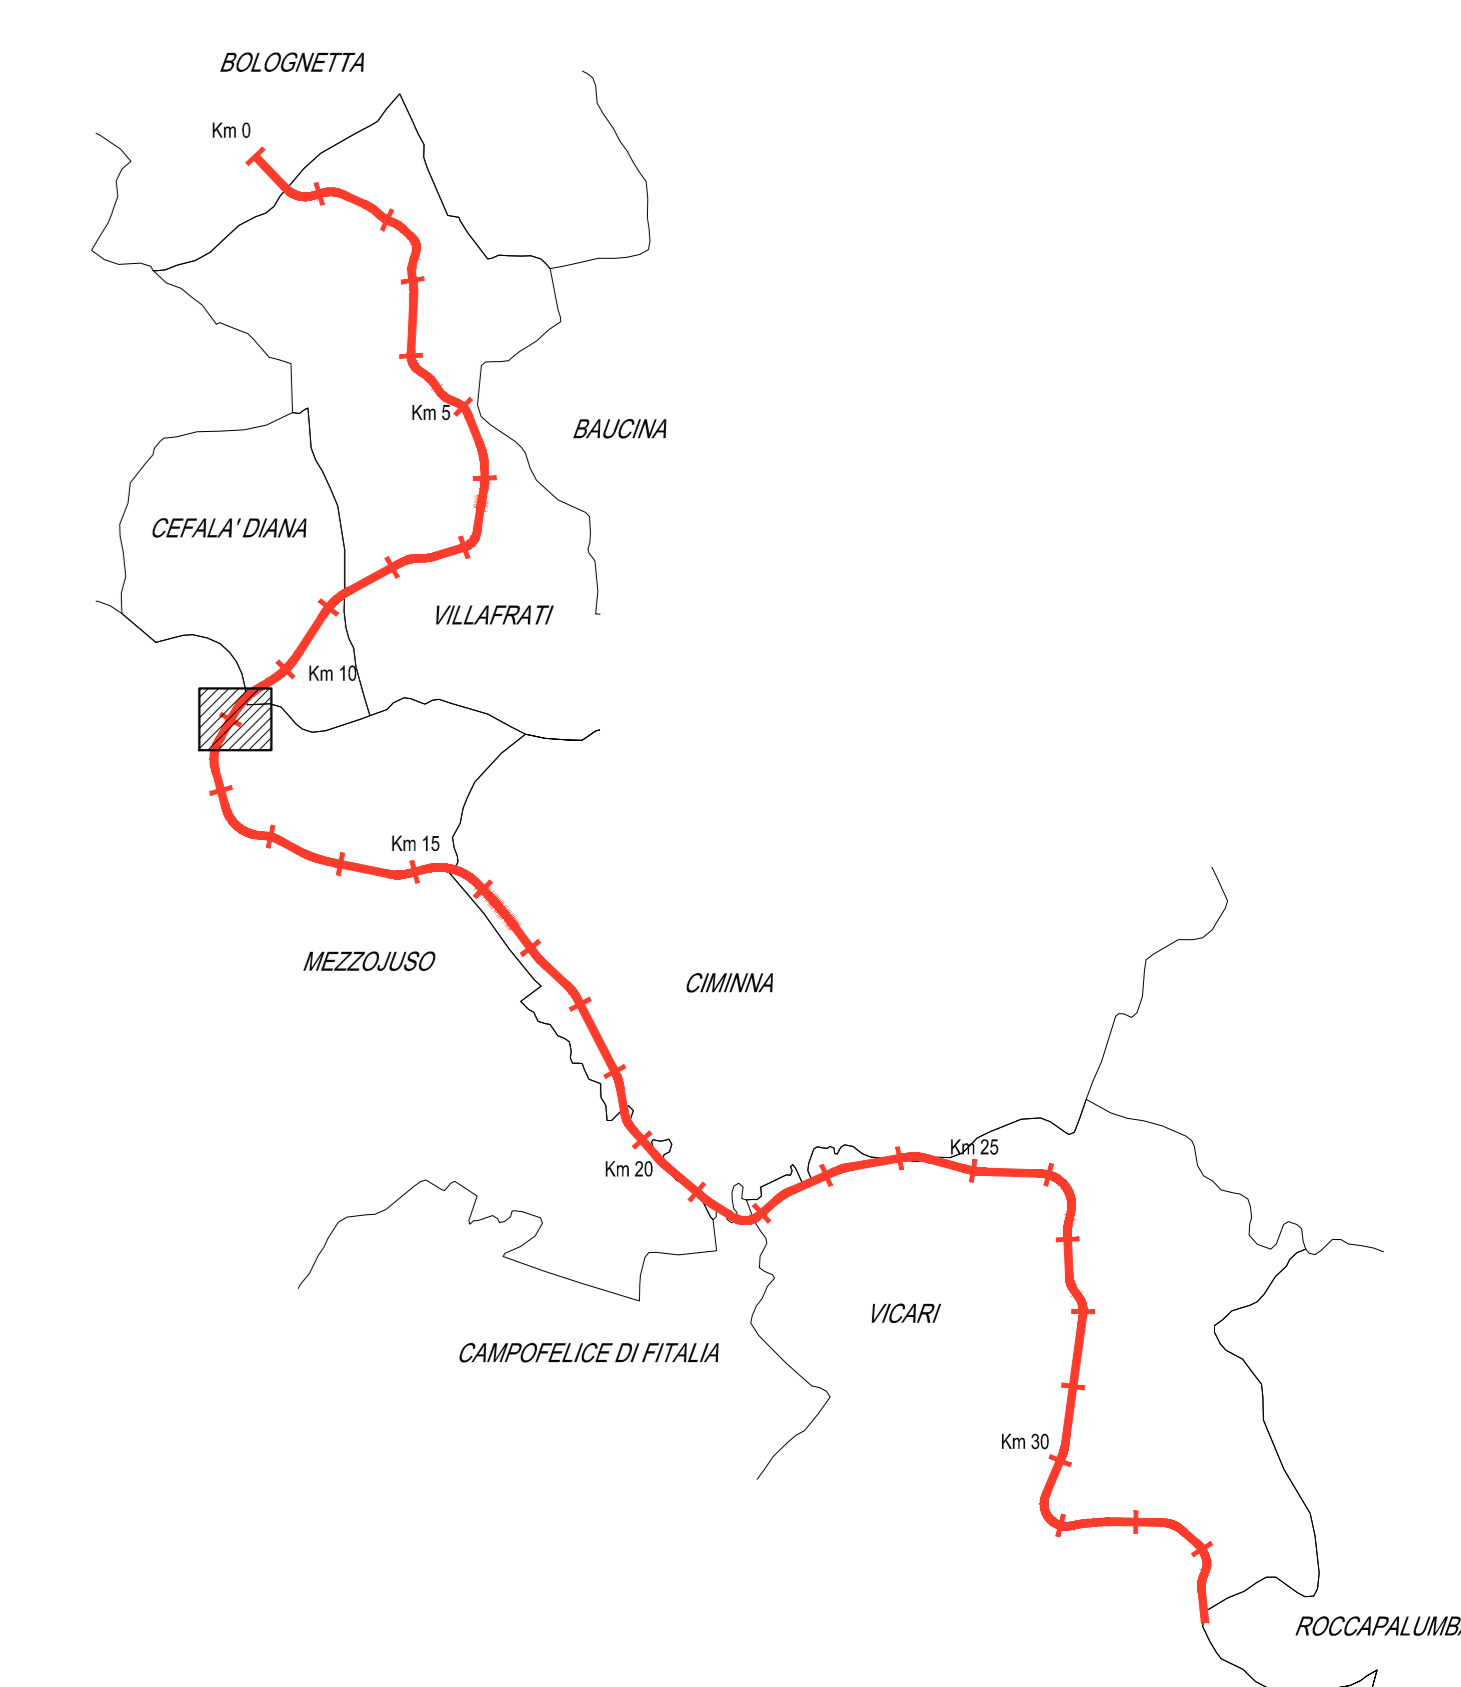 BOLOGNETTA
Km 0
Km 5
BAUCINA
CEFALA' DIANA
VILLAFRATI
Km 10
Km 15
MEZZOJUSO
CIMINNA
Km 25
Km 20
VICARI
CAMPOFELICE DI FITALIA
Km 30
ROCCAPALUMBA